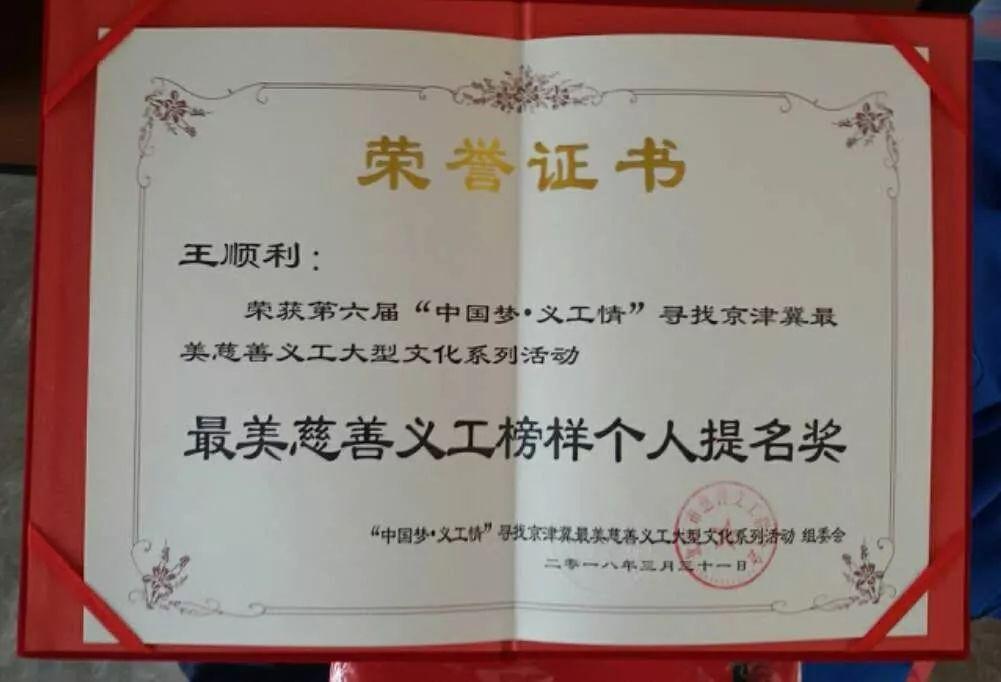 荣誉证书
王顺利：
荣获第六届“中国梦·义工情”寻找京津冀最
美慈善义工大型文化系列活动
最美慈善义工榜样个人提名奖
“中国梦·义工情”寻找京津冀最美慈善义工大型文化系列活动 组委会
二零一八年三月三十一日